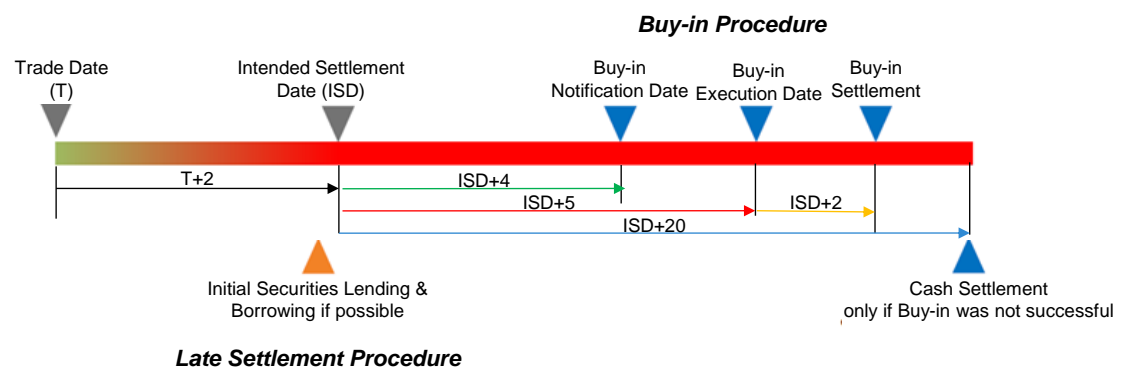 Buy-in Procedure
Trade Date
(T)
Intended Settlement
Date (ISD)
Buy-in
Notification Date
Buy-in
Execution Date
Buy-in
Settlement
T+2
ISD+4
ISD+5
ISD+2
ISD+20
Initial Securities Lending &
Borrowing if possible
Cash Settlement
only if Buy-in was not successful
Late Settlement Procedure